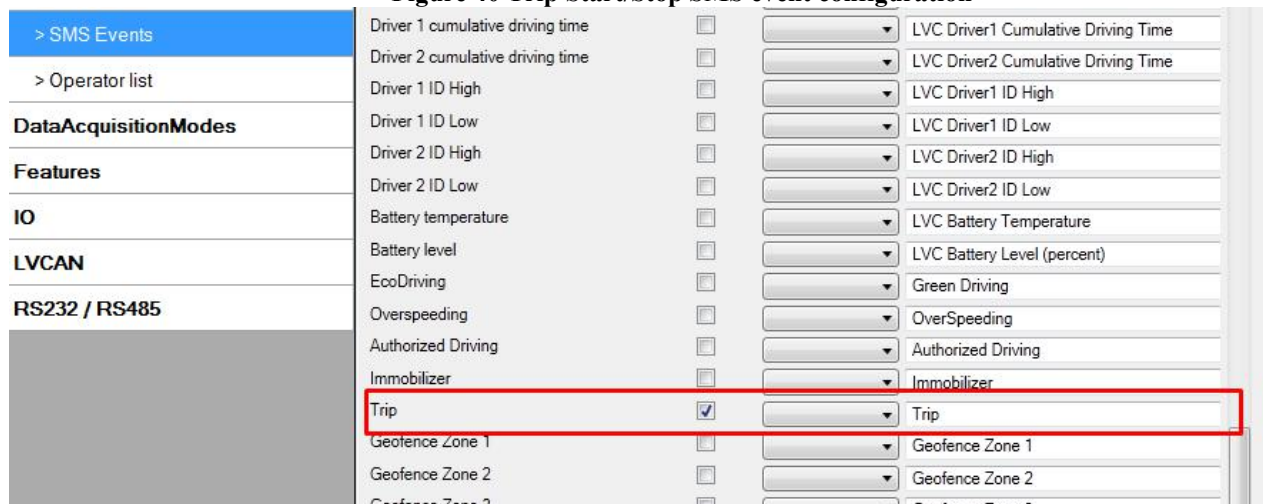 Figure 40 Trip Start/Stop SMS event configuration
> SMS Events
> Operator list
DataAcquisitionModes
Features
IO
LVCAN
RS232 / RS485
Driver 1 cumulative driving time LVC Driver1 Cumulative Driving Time
Driver 2 cumulative driving time LVC Driver2 Cumulative Driving Time
Driver 1 ID High LVC Driver1 ID High
Driver 1 ID Low LVC Driver1 ID Low
Driver 2 ID High LVC Driver2 ID High
Driver 2 ID Low LVC Driver2 ID Low
Battery temperature LVC Battery Temperature
Battery level LVC Battery Level (percent)
EcoDriving Green Driving
Overspeeding OverSpeeding
Authorized Driving Authorized Driving
Immobilizer Immobilizer
Trip Trip
Geofence Zone 1 Geofence Zone 1
Geofence Zone 2 Geofence Zone 2